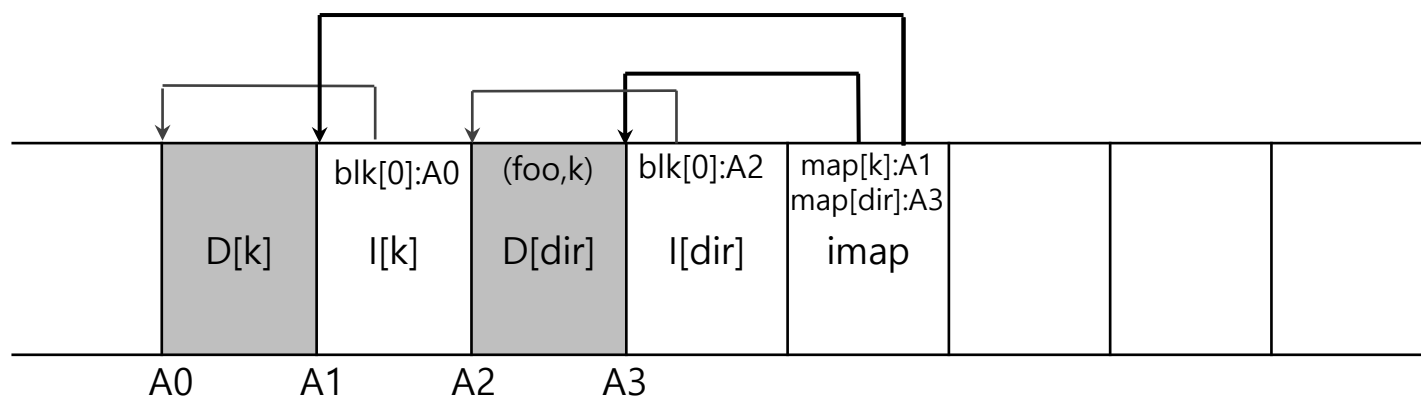 blk[0]:A0
(foo,k)
blk[0]:A2
map[k]:A1
map[dir]:A3
D[k]
I[k]
D[dir]
I[dir]
imap
A0
A1
A2
A3